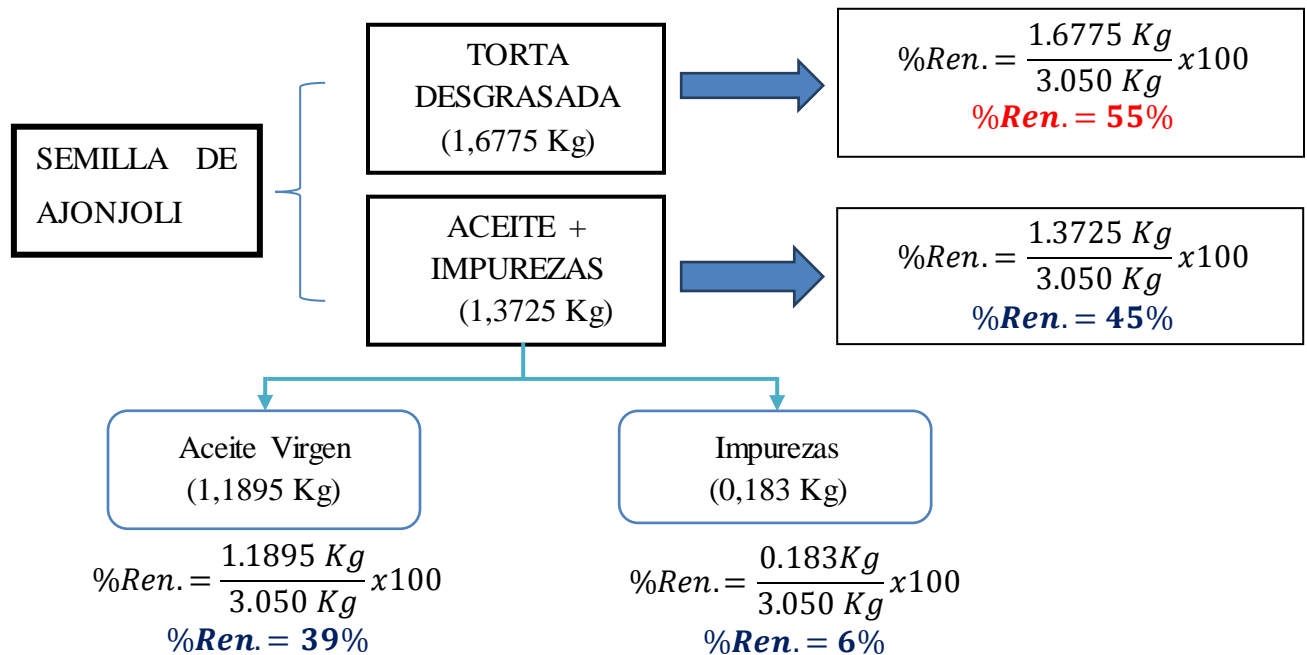 SEMILLA DE
AJONJOLI
TORTA
DESGRASADA
(1,6775 Kg)
%Ren. = 1.6775 Kg / 3.050 Kg x100
%Ren. = 55%
ACEITE +
IMPUREZAS
(1,3725 Kg)
%Ren. = 1.3725 Kg / 3.050 Kg x100
%Ren. = 45%
Aceite Virgen
(1,1895 Kg)
%Ren. = 1.1895 Kg / 3.050 Kg x100
%Ren. = 39%
Impurezas
(0,183 Kg)
%Ren. = 0.183Kg / 3.050 Kg x100
%Ren. = 6%